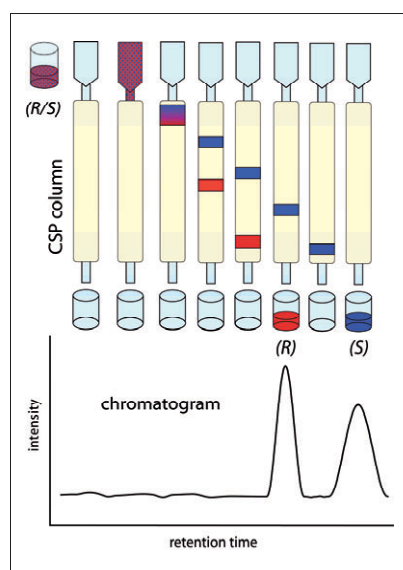 (R/S)
CSP column
(R)
(S)
chromatogram
intensity
retention time